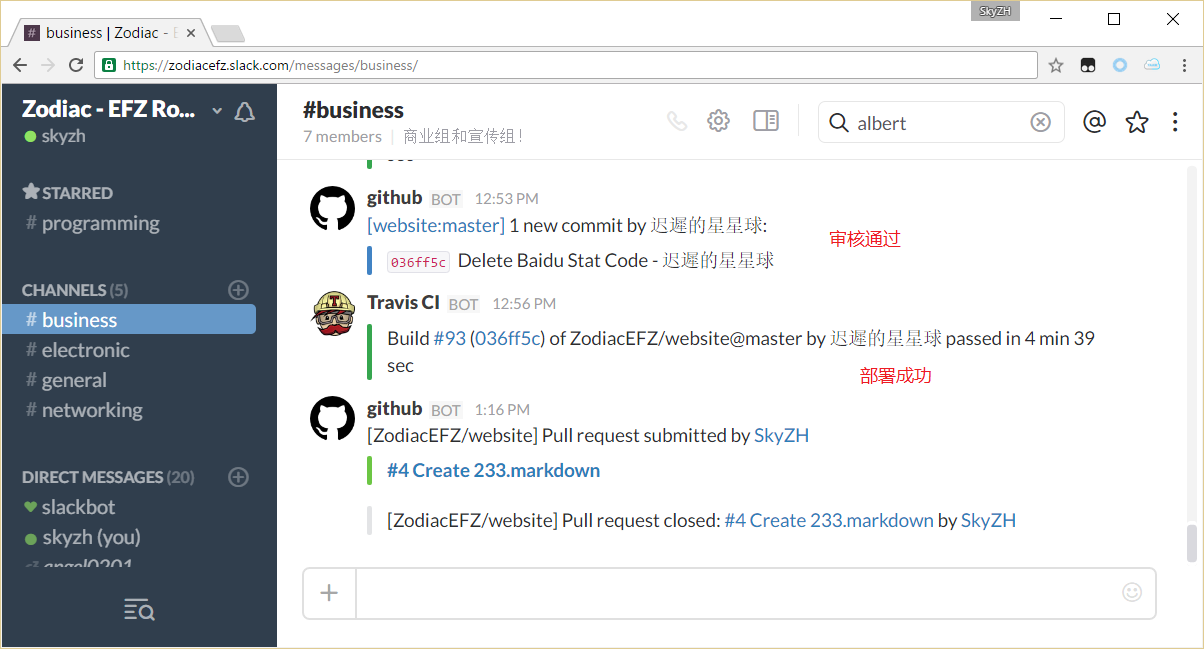 SkyZH
# business | Zodiac - E
https://zodiacefz.slack.com/messages/business/
Zodiac - EFZ Ro...
skyzh
STARRED
# programming
CHANNELS (5)
# business
# electronic
# general
# networking
DIRECT MESSAGES (20)
slackbot
skyzh (you)
angel0201
#business
7 members | 商业组和宣传组!
albert
github BOT 12:53 PM
[website:master] 1 new commit by 迟遲的星星球:
审核通过
036ff5c Delete Baidu Stat Code - 迟遲的星星球
Travis CI BOT 12:56 PM
Build #93 (036ff5c) of ZodiacEFZ/website@master by 迟遲的星星球 passed in 4 min 39
sec
部署成功
github BOT 1:16 PM
[ZodiacEFZ/website] Pull request submitted by SkyZH
#4 Create 233.markdown
[ZodiacEFZ/website] Pull request closed: #4 Create 233.markdown by SkyZH